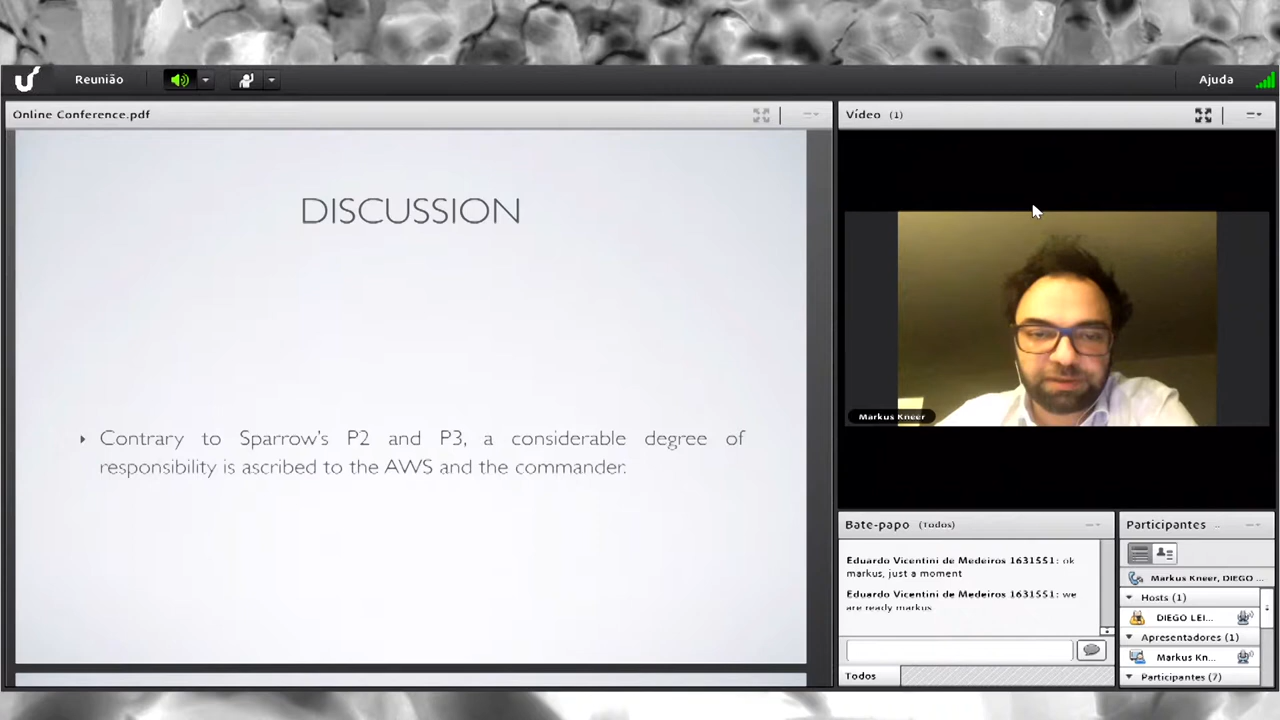 Reunião
Ajuda
Online Conference.pdf
Vídeo (1)
DISCUSSION
Contrary to Sparrow's P2 and P3, a considerable degree of
responsibility is ascribed to the AWS and the commander.
Markus Kneer
Bate-papo (Todos)
Eduardo Vicentini de Medeiros 1631551: ok
markus, just a moment
Eduardo Vicentini de Medeiros 1631551: we
are ready markus
Todos
Participantes ..
Markus Kneer, DIEGO ...
Hosts (1)
DIEGO LEI...
Apresentadores (1)
Markus Kn...
Participantes (7)